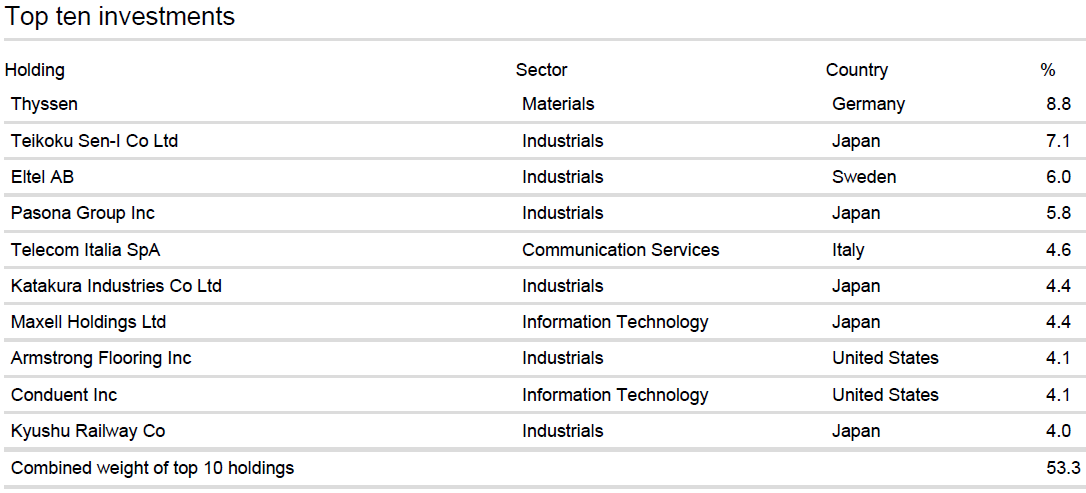 Top ten investments
Holding Sector Country %
Thyssen Materials Germany 8.8
Teikoku Sen-I Co Ltd Industrials Japan 7.1
Eltel AB Industrials Sweden 6.0
Pasona Group Inc Industrials Japan 5.8
Telecom Italia SpA Communication Services Italy 4.6
Katakura Industries Co Ltd Industrials Japan 4.4
Maxell Holdings Ltd Information Technology Japan 4.4
Armstrong Flooring Inc Industrials United States 4.1
Conduent Inc Information Technology United States 4.1
Kyushu Railway Co Industrials Japan 4.0
Combined weight of top 10 holdings 53.3